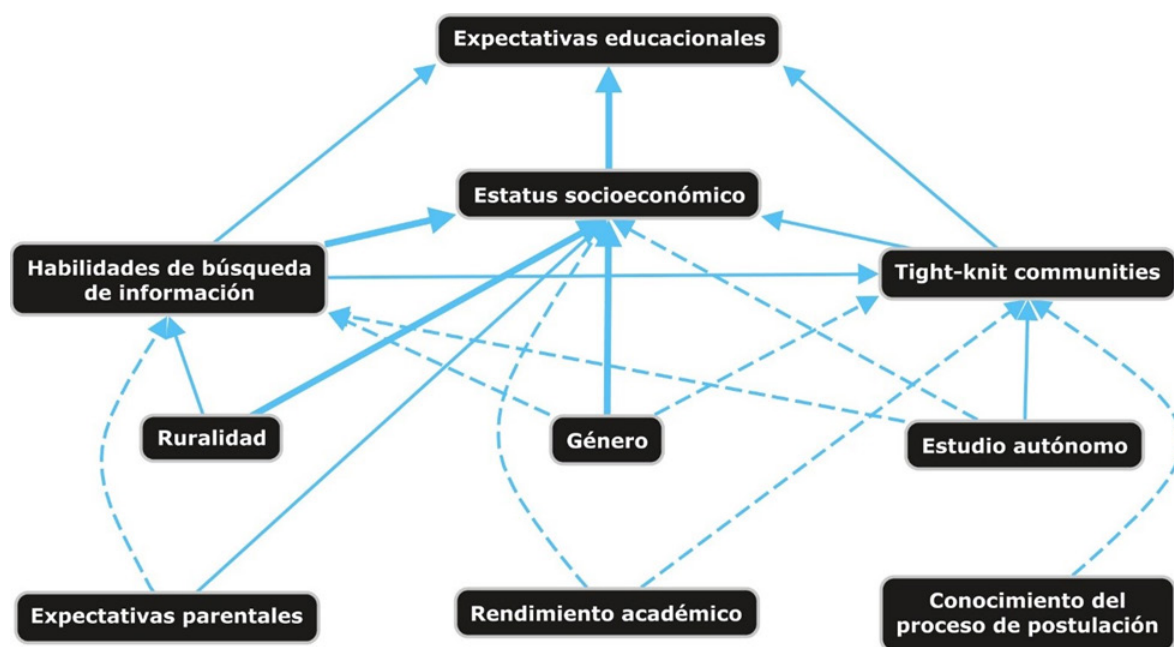 Expectativas educacionales
Estatus socioeconómico
Habilidades de búsqueda
de información
Tight-knit communities
Ruralidad
Género
Estudio autónomo
Expectativas parentales
Rendimiento académico
Conocimiento del
proceso de postulación